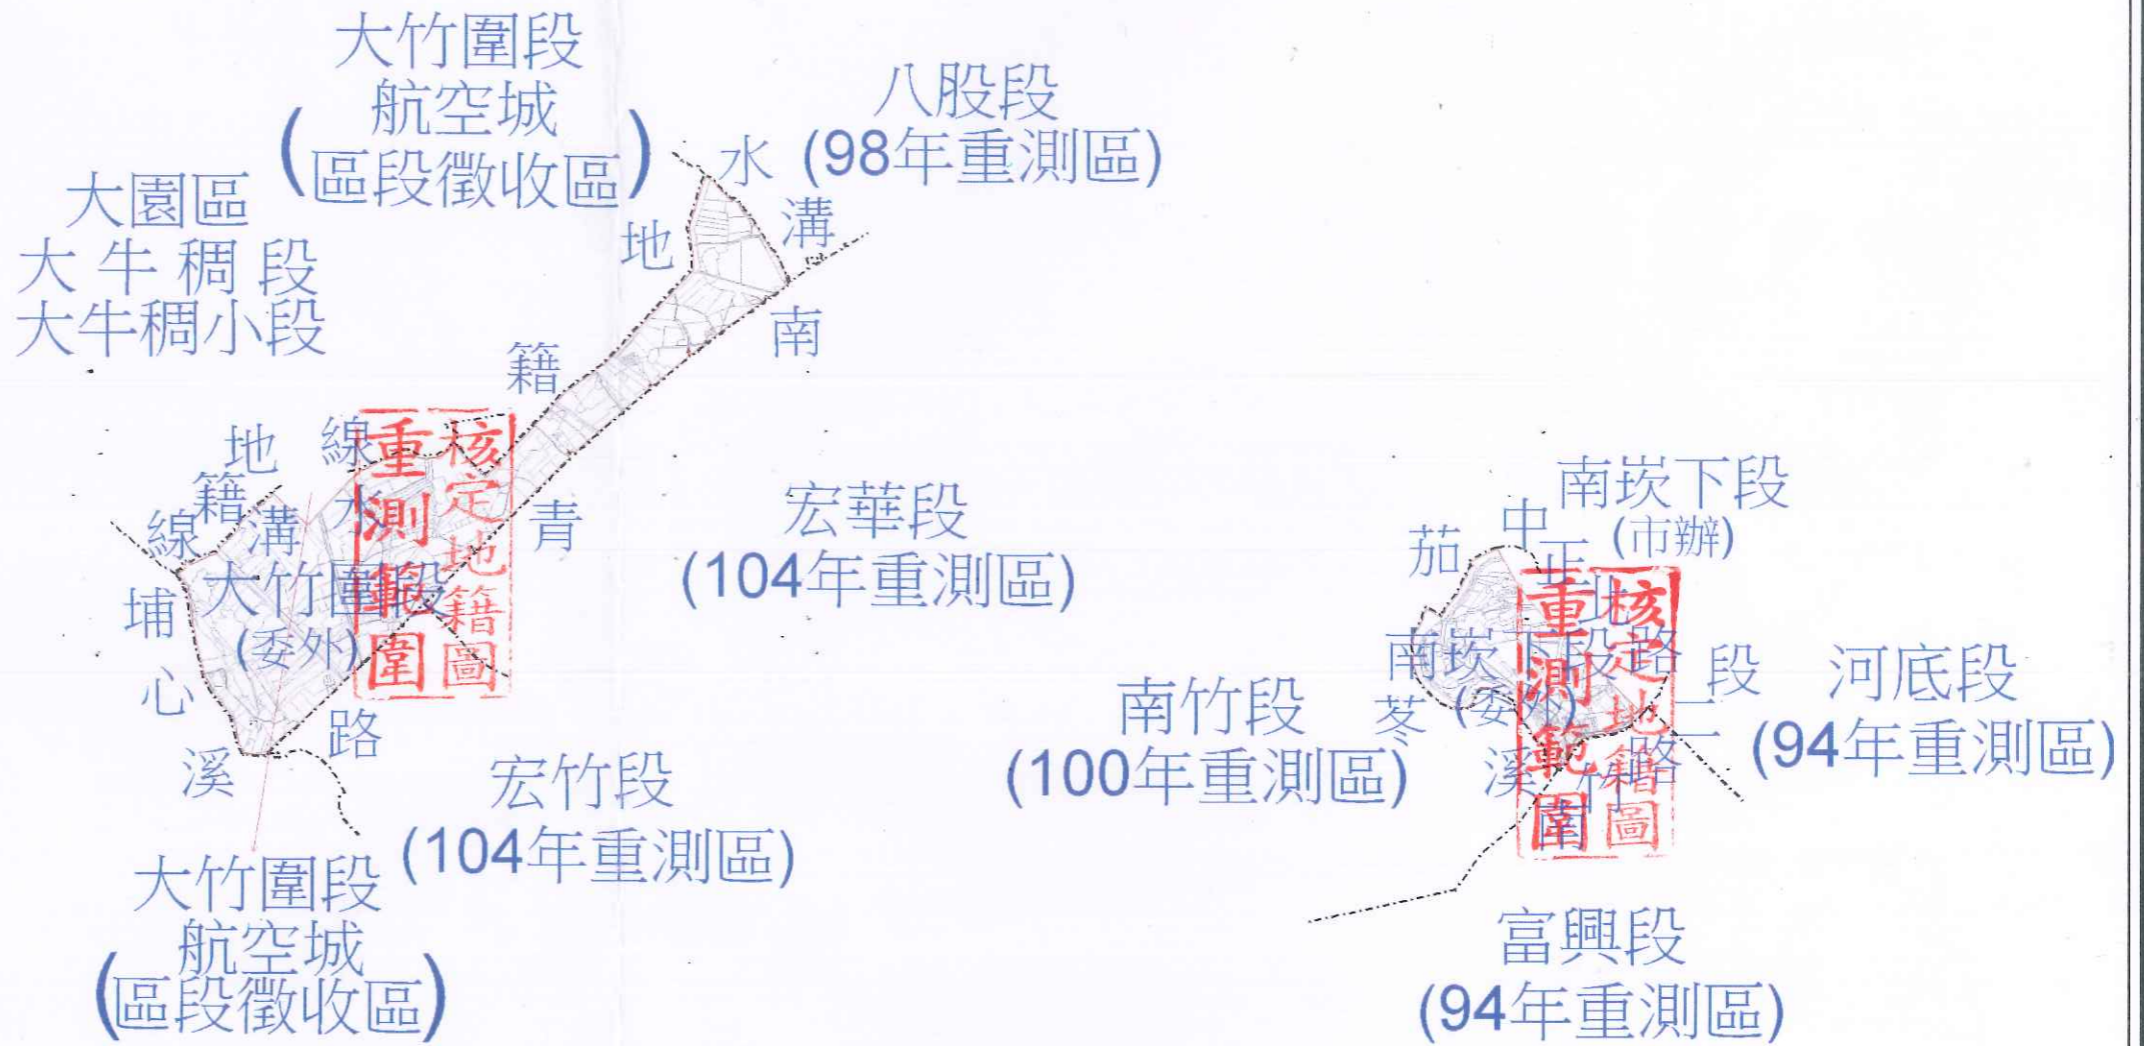 大竹圍段
航空城
(區段徵收區)
八股段
(98年重測區)
大園區
大牛稠段
大牛稠小段
水
溝
地
籍
線
南
青
路
地
籍
線
水
溝
埔
心
溪
大竹圍段
(委外)
核定地籍圖
重測範圍
宏華段
(104年重測區)
宏竹段
(104年重測區)
大竹圍段
航空城
(區段徵收區)
南崁下段
(市辦)
中
正
北
路
二
段
茄
苳
溪
南崁下段
(委外)
核定地籍圖
重測範圍
南
竹
路
南竹段
(100年重測區)
河底段
(94年重測區)
富興段
(94年重測區)